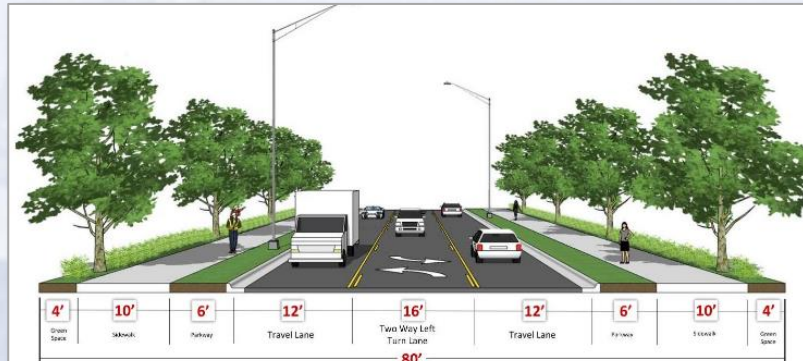 4' 10' 6' 12' 16' 12' 6' 10' 4'
Green
Space
Sidewalk
Parkway
Travel Lane
Two Way Left
Turn Lane
Travel Lane
Parkway
Sidewalk
Green
Space
80'